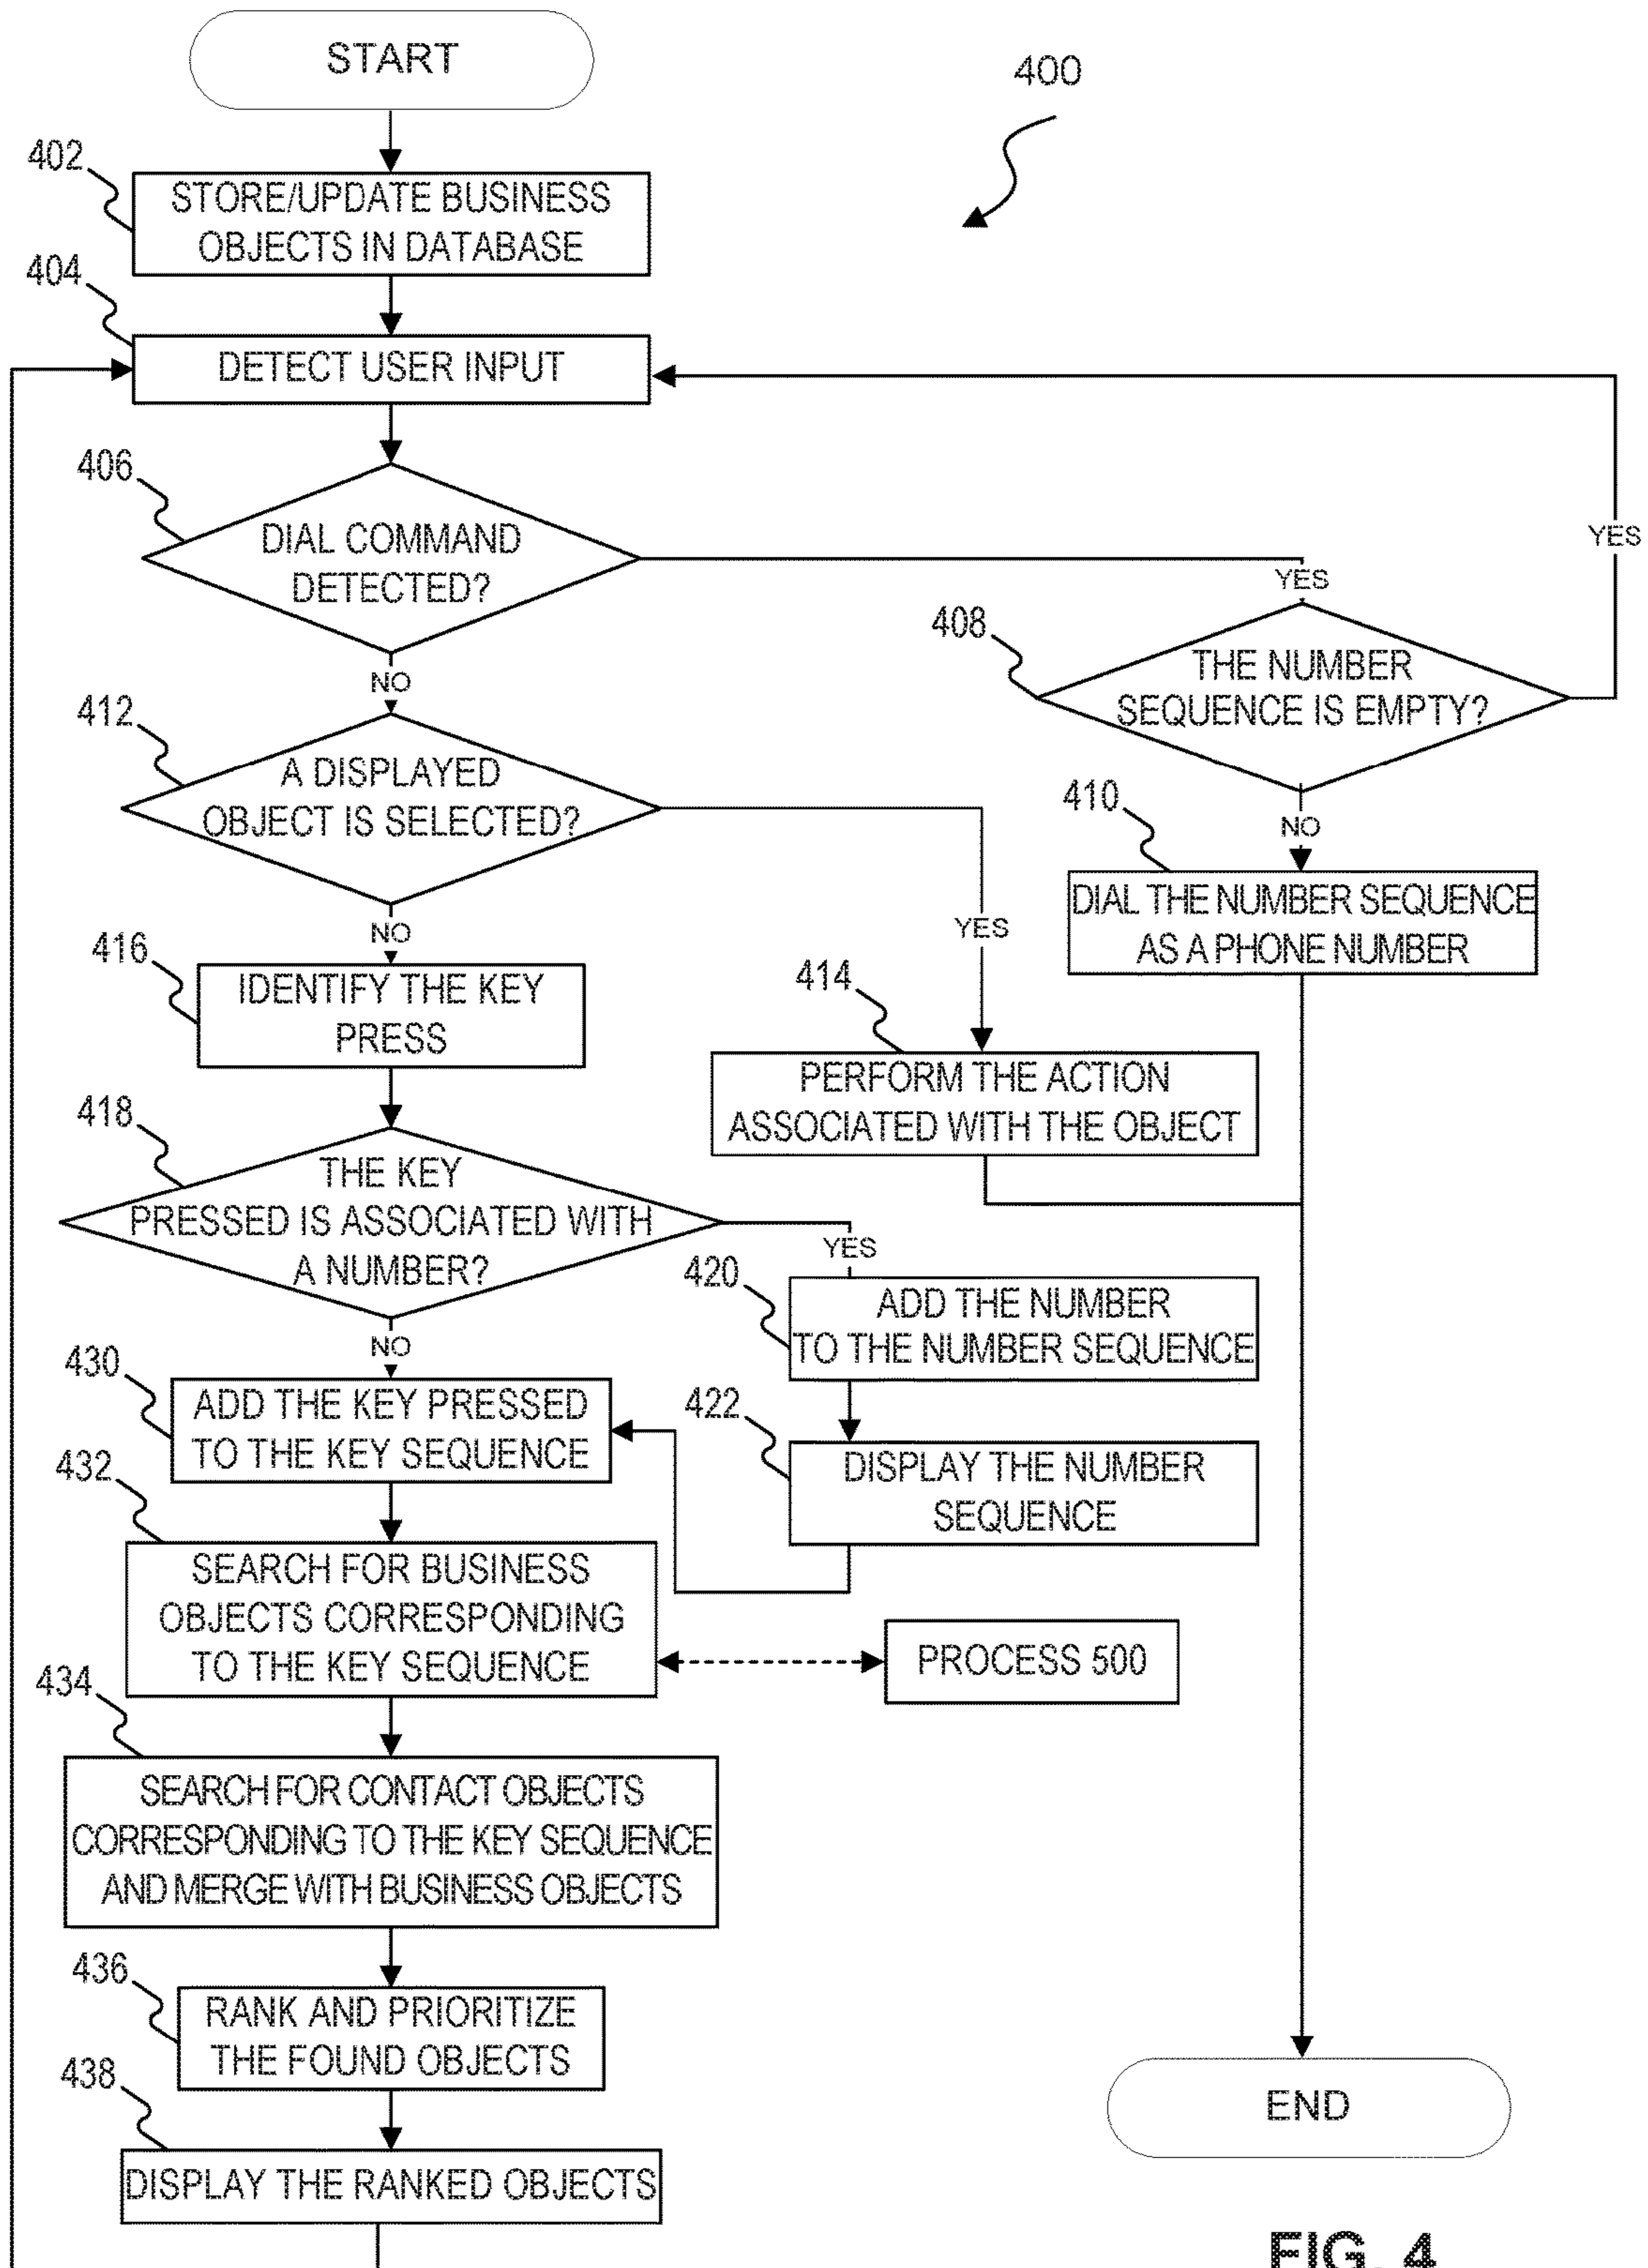 START
400
402
STORE/UPDATE BUSINESS
OBJECTS IN DATABASE
404
DETECT USER INPUT
406
DIAL COMMAND
DETECTED?
YES
YES
NO
408
THE NUMBER
SEQUENCE IS EMPTY?
412
A DISPLAYED
OBJECT IS SELECTED?
410
NO
YES
DIAL THE NUMBER SEQUENCE
AS A PHONE NUMBER
NO
416
IDENTIFY THE KEY
PRESS
414
PERFORM THE ACTION
ASSOCIATED WITH THE OBJECT
418
THE KEY
PRESSED IS ASSOCIATED WITH
A NUMBER?
YES
420
ADD THE NUMBER
TO THE NUMBER SEQUENCE
NO
430
ADD THE KEY PRESSED
TO THE KEY SEQUENCE
422
DISPLAY THE NUMBER
SEQUENCE
432
SEARCH FOR BUSINESS
OBJECTS CORRESPONDING
TO THE KEY SEQUENCE
PROCESS 500
434
SEARCH FOR CONTACT OBJECTS
CORRESPONDING TO THE KEY SEQUENCE
AND MERGE WITH BUSINESS OBJECTS
436
RANK AND PRIORITIZE
THE FOUND OBJECTS
438
DISPLAY THE RANKED OBJECTS
END
FIG. 4